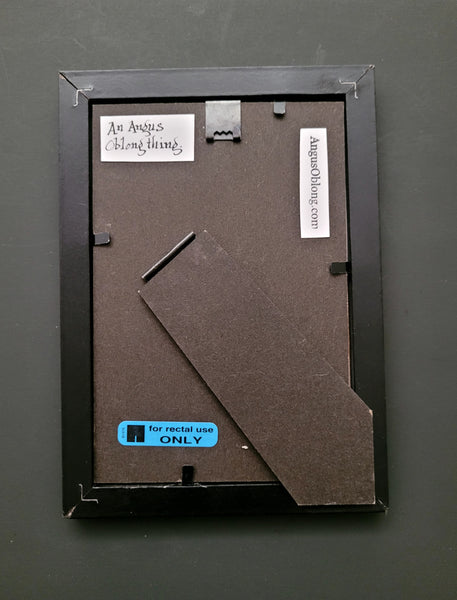 An Angus
Oblong thing
AngusOblong.com
for rectal use
ONLY